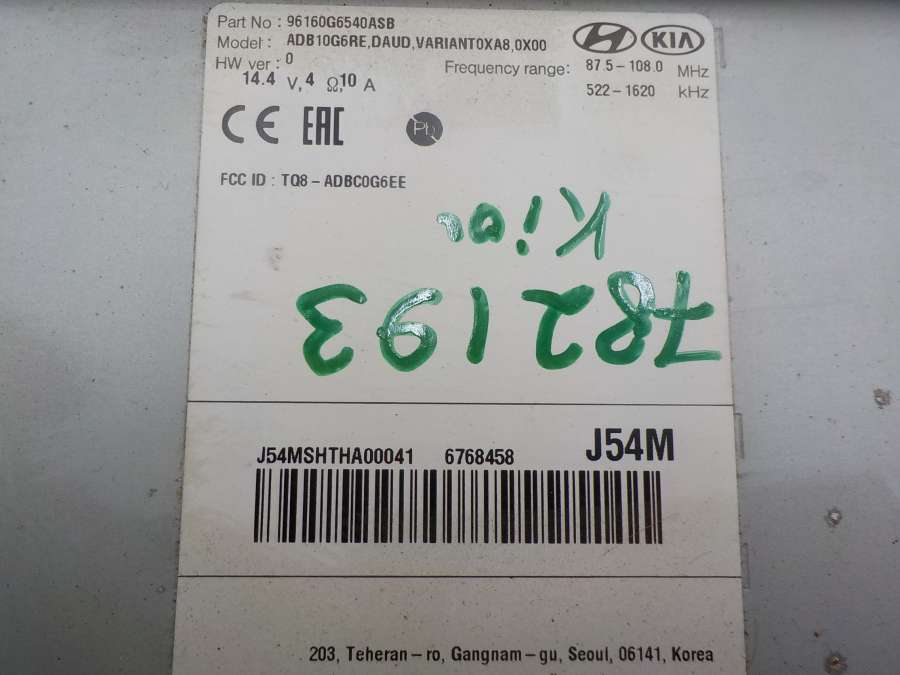 Part No : 96160G6540ASB
Model : ADB10G6RE,DAUD,VARIANT0XA8,0X00
HW ver : 0
14.4 V, 4 Ω, 10 A
KIA
Frequency range: 87.5-108.0 MHz
522-1620 kHz
CE EAC
Pb
FCC ID : TQ8-ADBC0G6EE
Kia
782193
J54MSHTHA00041 6768458 J54M
203, Teheran-ro, Gangnam-gu, Seoul, 06141, Korea